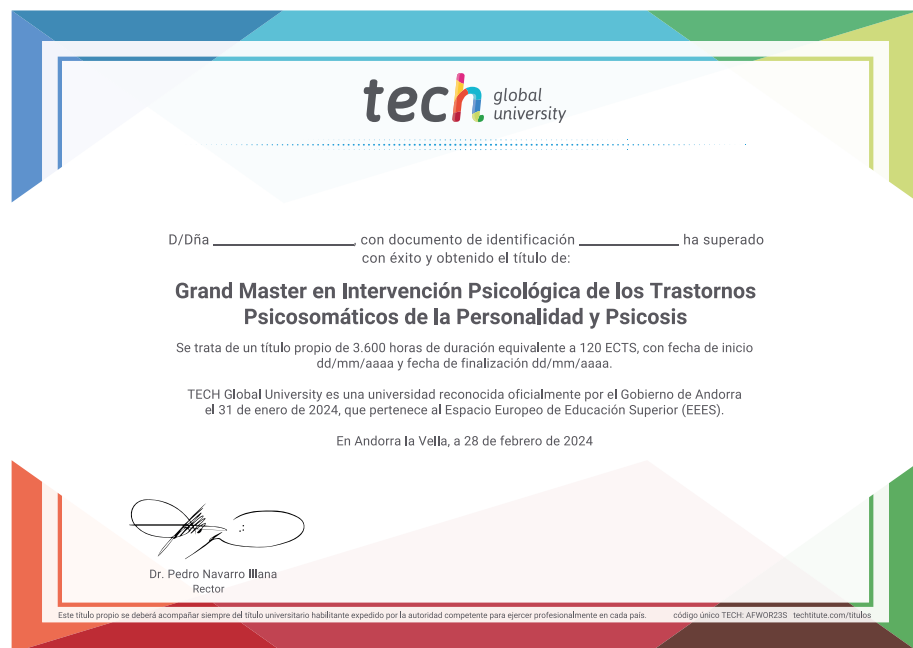 tech global university
D/Dña ____________________, con documento de identificación ______________ ha superado
con éxito y obtenido el título de:
Grand Master en Intervención Psicológica de los Trastornos
Psicosomáticos de la Personalidad y Psicosis
Se trata de un título propio de 3.600 horas de duración equivalente a 120 ECTS, con fecha de inicio
dd/mm/aaaa y fecha de finalización dd/mm/aaaa.
TECH Global University es una universidad reconocida oficialmente por el Gobierno de Andorra
el 31 de enero de 2024, que pertenece al Espacio Europeo de Educación Superior (EEES).
En Andorra la Vella, a 28 de febrero de 2024
Dr. Pedro Navarro Illana
Rector
Este título propio se deberá acompañar siempre del título universitario habilitante expedido por la autoridad competente para ejercer profesionalmente en cada país. código único TECH: AFWOR23S techtitute.com/títulos